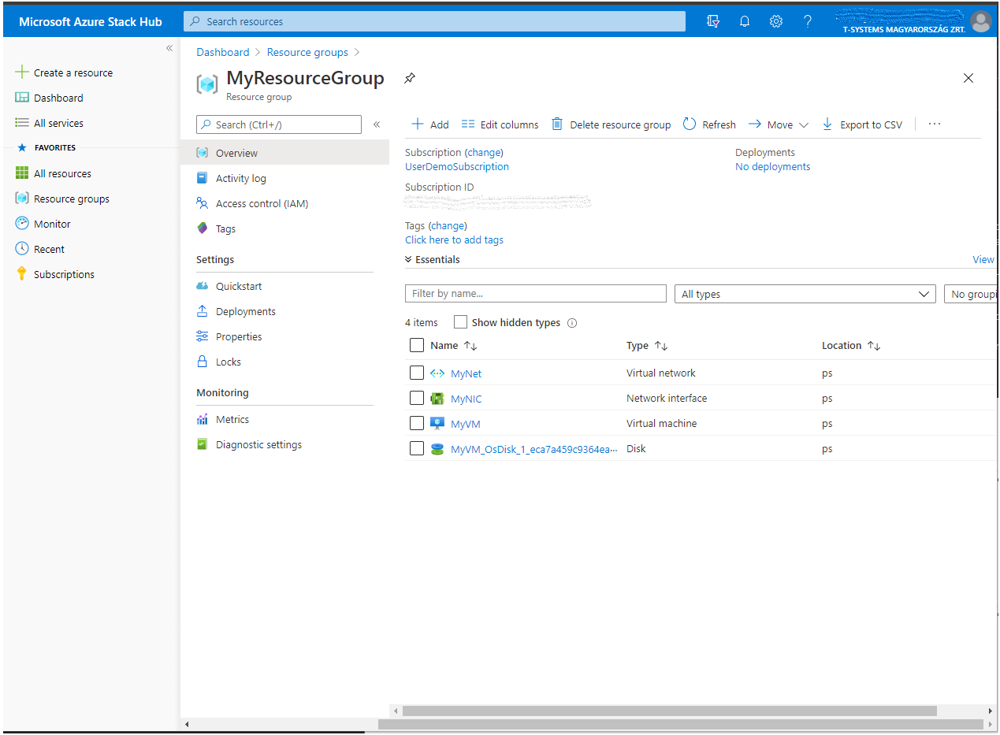 Microsoft Azure Stack Hub
Search resources
T-SYSTEMS MAGYARORSZÁG ZRT.
Create a resource
Dashboard
All services
FAVORITES
All resources
Resource groups
Monitor
Recent
Subscriptions
Dashboard > Resource groups >
MyResourceGroup
Resource group
Search (Ctrl+/)
Overview
Activity log
Access control (IAM)
Tags
Settings
Quickstart
Deployments
Properties
Locks
Monitoring
Metrics
Diagnostic settings
Add Edit columns Delete resource group Refresh Move Export to CSV ...
Subscription (change)
UserDemoSubscription
Deployments
No deployments
Subscription ID
Tags (change)
Click here to add tags
Essentials
View
Filter by name...
All types
No groupi
4 items Show hidden types
Name Type Location
MyNet Virtual network ps
MyNIC Network interface ps
MyVM Virtual machine ps
MyVM_OsDisk_1_eca7a459c9364ea... Disk ps